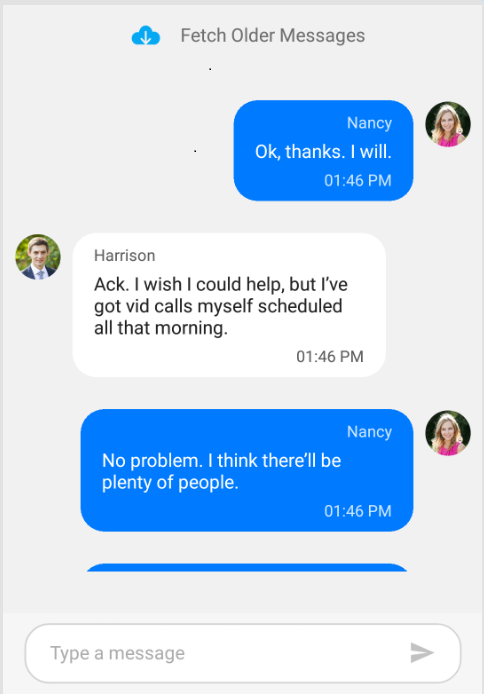 Fetch Older Messages
Nancy
Ok, thanks. I will.
01:46 PM
Harrison
Ack. I wish I could help, but I’ve
got vid calls myself scheduled
all that morning.
01:46 PM
Nancy
No problem. I think there’ll be
plenty of people.
01:46 PM
Type a message